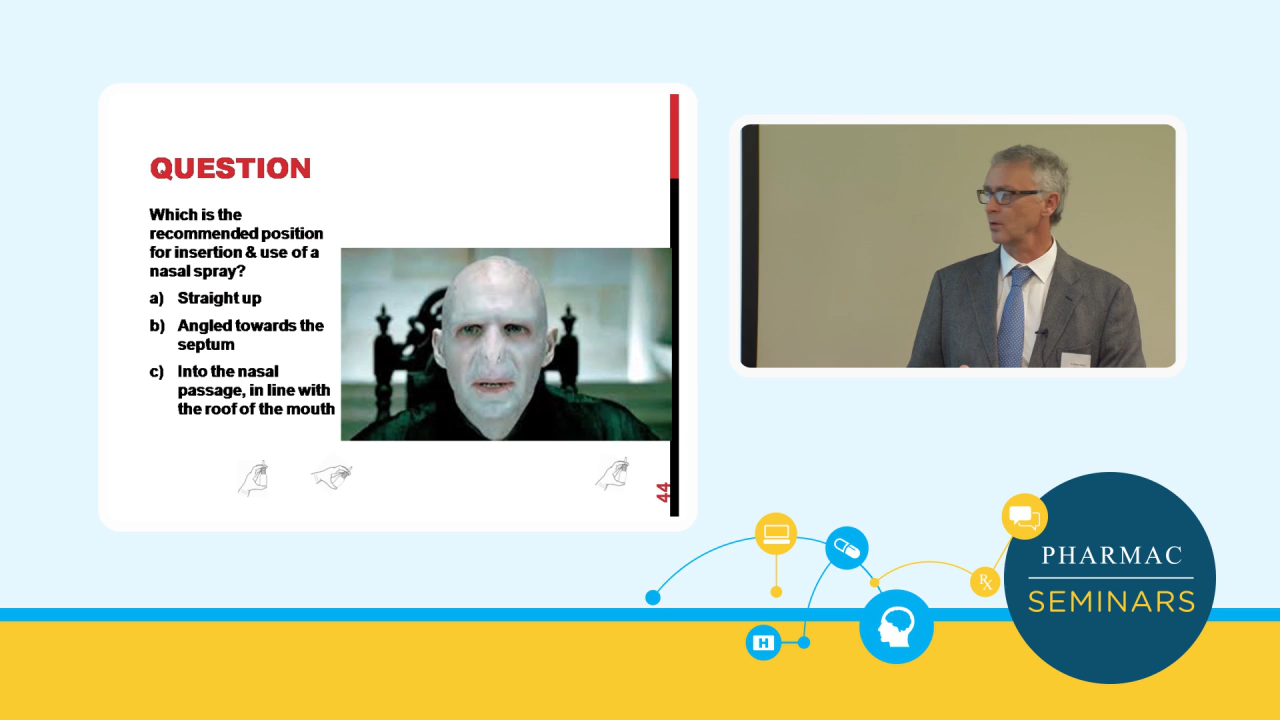 QUESTION
Which is the
recommended position
for insertion & use of a
nasal spray?
a) Straight up
b) Angled towards the
septum
c) Into the nasal
passage, in line with
the roof of the mouth
44
H
Rx
PHARMAC
SEMINARS